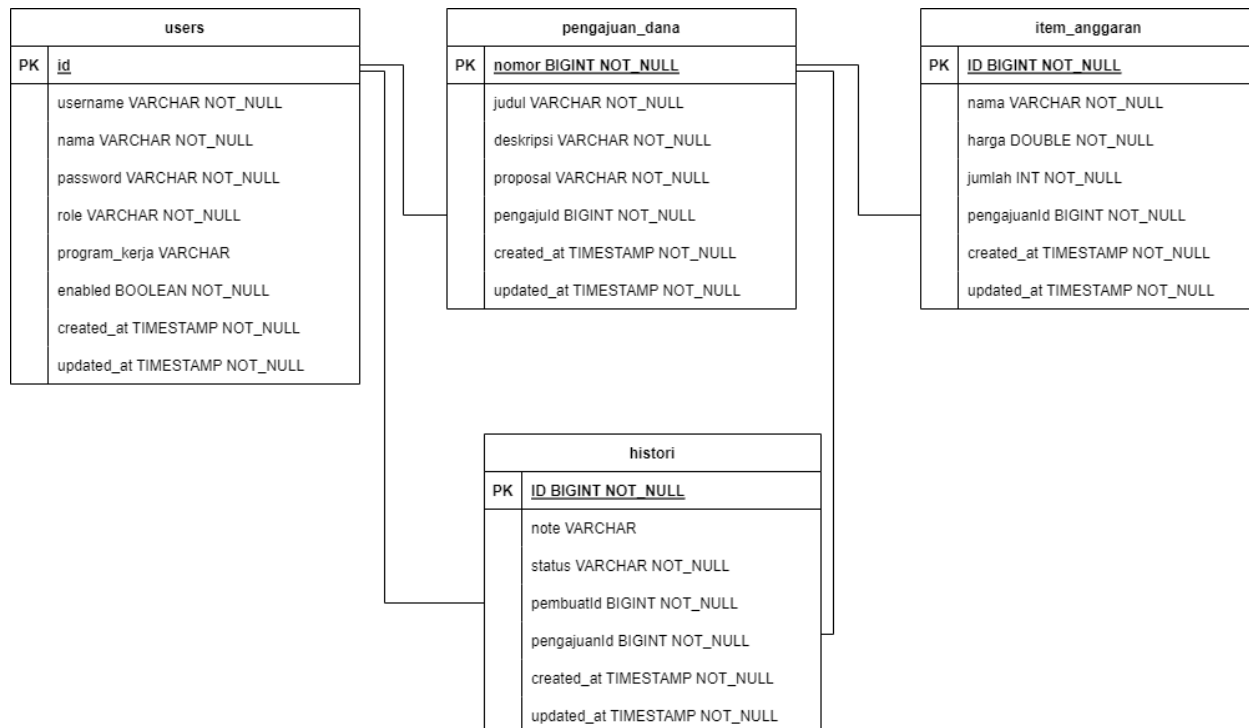 users
PK id
username VARCHAR NOT_NULL
nama VARCHAR NOT_NULL
password VARCHAR NOT_NULL
role VARCHAR NOT_NULL
program_kerja VARCHAR
enabled BOOLEAN NOT_NULL
created_at TIMESTAMP NOT_NULL
updated_at TIMESTAMP NOT_NULL
pengajuan_dana
PK nomor BIGINT NOT_NULL
judul VARCHAR NOT_NULL
deskripsi VARCHAR NOT_NULL
proposal VARCHAR NOT_NULL
pengajuId BIGINT NOT_NULL
created_at TIMESTAMP NOT_NULL
updated_at TIMESTAMP NOT_NULL
item_anggaran
PK ID BIGINT NOT_NULL
nama VARCHAR NOT_NULL
harga DOUBLE NOT_NULL
jumlah INT NOT_NULL
pengajuanId BIGINT NOT_NULL
created_at TIMESTAMP NOT_NULL
updated_at TIMESTAMP NOT_NULL
histori
PK ID BIGINT NOT_NULL
note VARCHAR
status VARCHAR NOT_NULL
pembuatId BIGINT NOT_NULL
pengajuanId BIGINT NOT_NULL
created_at TIMESTAMP NOT_NULL
updated_at TIMESTAMP NOT_NULL